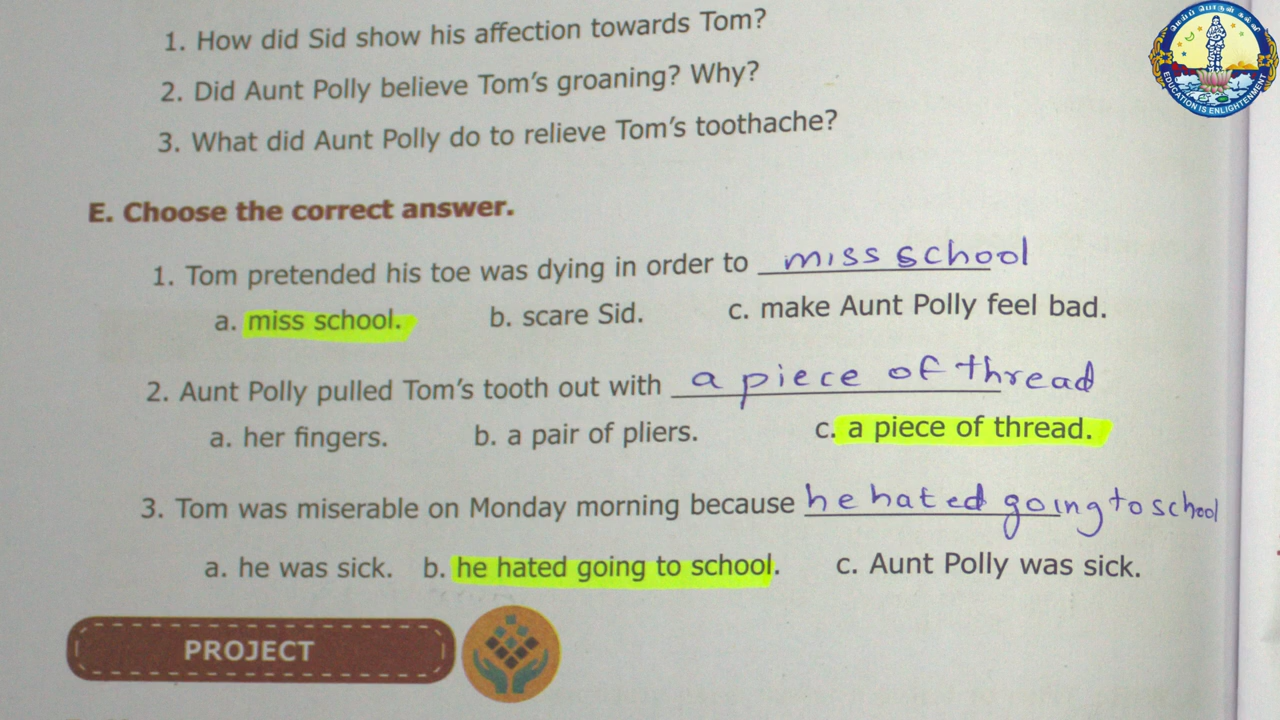 1. How did Sid show his affection towards Tom?
2. Did Aunt Polly believe Tom's groaning? Why?
3. What did Aunt Polly do to relieve Tom's toothache?
E. Choose the correct answer.
1. Tom pretended his toe was dying in order to miss school
a. miss school. b. scare Sid. c. make Aunt Polly feel bad.
2. Aunt Polly pulled Tom's tooth out with a piece of thread
a. her fingers. b. a pair of pliers. c. a piece of thread.
3. Tom was miserable on Monday morning because he hated going to school
a. he was sick. b. he hated going to school. c. Aunt Polly was sick.
PROJECT
EDUCATION IS ENLIGHTENMENT